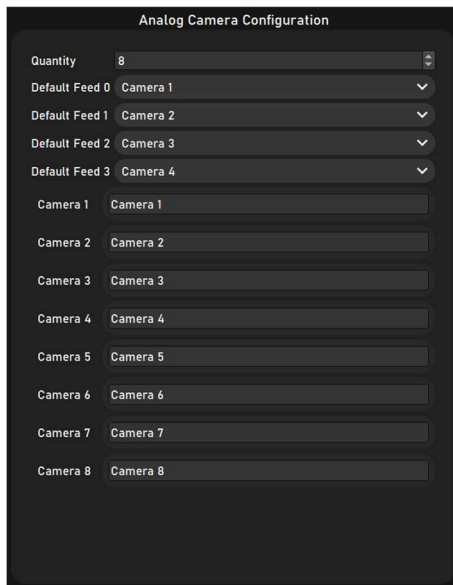 Analog Camera Configuration
Quantity 8
Default Feed 0 Camera 1
Default Feed 1 Camera 2
Default Feed 2 Camera 3
Default Feed 3 Camera 4
Camera 1 Camera 1
Camera 2 Camera 2
Camera 3 Camera 3
Camera 4 Camera 4
Camera 5 Camera 5
Camera 6 Camera 6
Camera 7 Camera 7
Camera 8 Camera 8